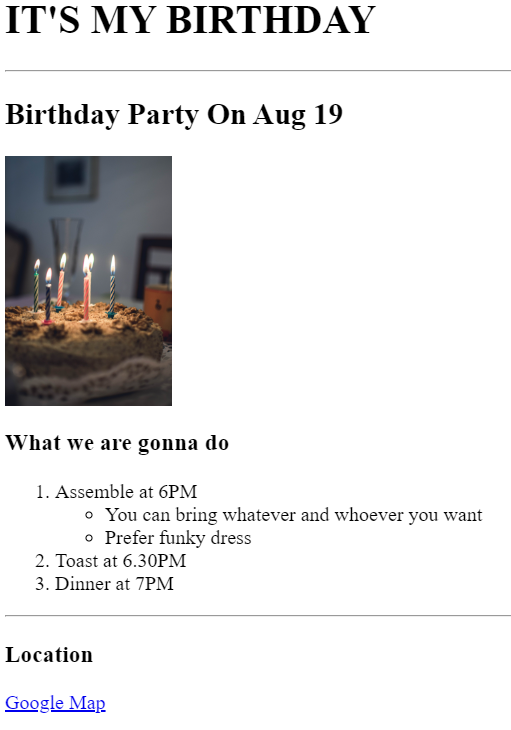 IT'S MY BIRTHDAY
Birthday Party On Aug 19
What we are gonna do
1. Assemble at 6PM
○ You can bring whatever and whoever you want
○ Prefer funky dress
2. Toast at 6.30PM
3. Dinner at 7PM
Location
Google Map